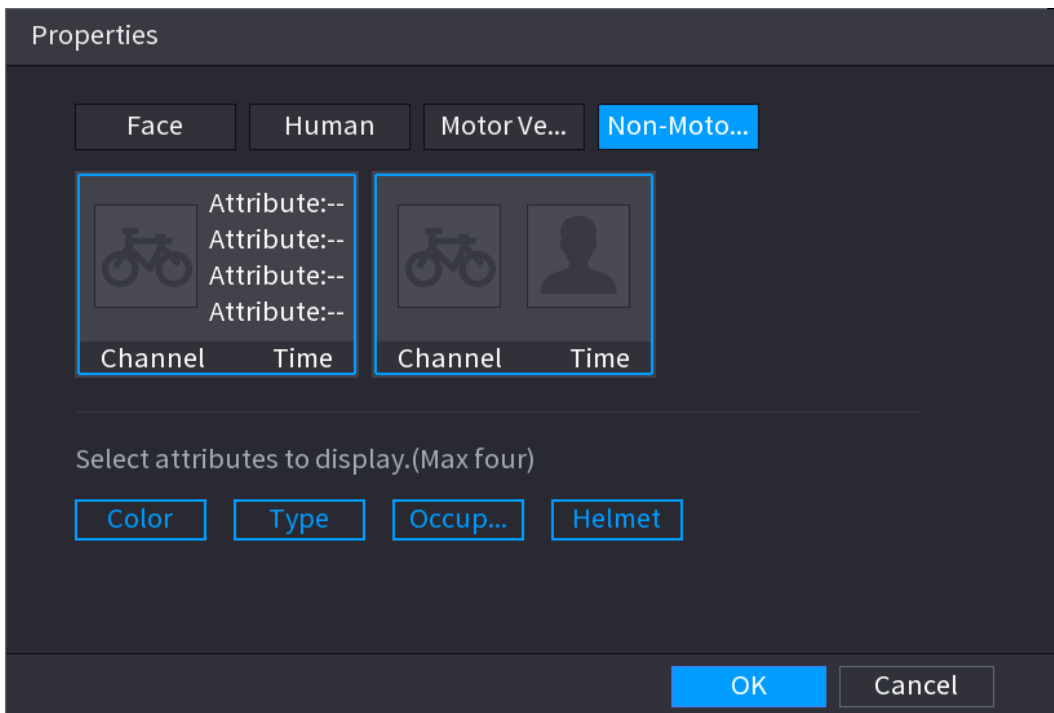 Properties
Face Human Motor Ve... Non-Moto...
Attribute:--
Attribute:--
Attribute:--
Attribute:--
Channel Time Channel Time
Select attributes to display.(Max four)
Color Type Occup... Helmet
OK Cancel